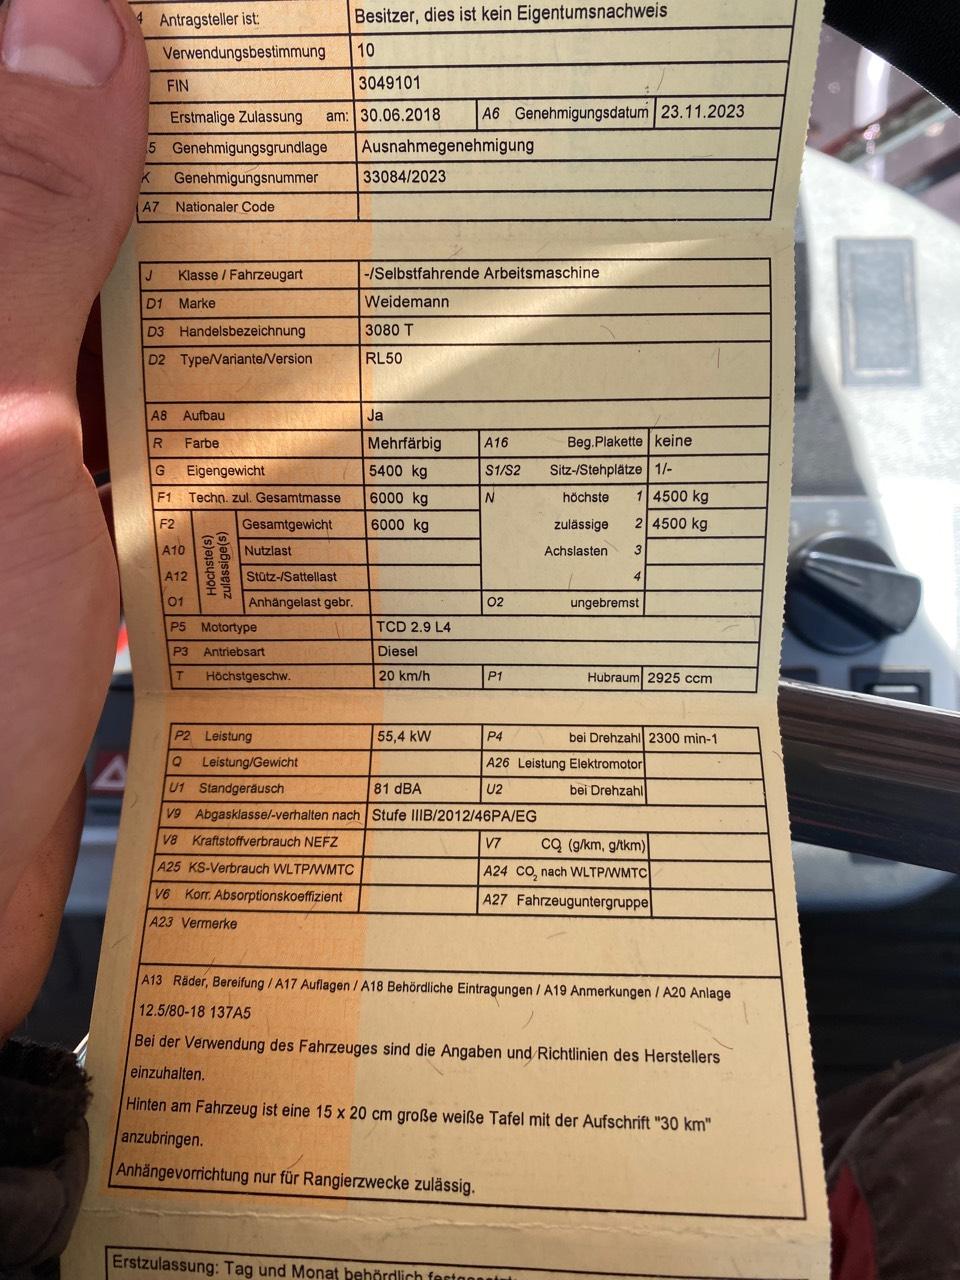 4 Antragsteller ist: Besitzer, dies ist kein Eigentumsnachweis
Verwendungsbestimmung 10
FIN 3049101
Erstmalige Zulassung am: 30.06.2018 A6 Genehmigungsdatum 23.11.2023
5 Genehmigungsgrundlage Ausnahmegenehmigung
K Genehmigungsnummer 33084/2023
A7 Nationaler Code
J Klasse / Fahrzeugart -/Selbstfahrende Arbeitsmaschine
D1 Marke Weidemann
D3 Handelsbezeichnung 3080 T
D2 Type/Variante/Version RL50
A8 Aufbau Ja
R Farbe Mehrfärbig A16 Beg.Plakette keine
G Eigengewicht 5400 kg S1/S2 Sitz-/Stehplätze 1/-
F1 Techn. zul. Gesamtmasse 6000 kg N höchste 1 4500 kg
F2 Höchste(s) zulässige(s) Gesamtgewicht 6000 kg zulässige 2 4500 kg
A10 Nutzlast Achslasten 3
A12 Stütz-/Sattellast 4
O1 Anhängelast gebr. O2 ungebremst
P5 Motortype TCD 2.9 L4
P3 Antriebsart Diesel
T Höchstgeschw. 20 km/h P1 Hubraum 2925 ccm
P2 Leistung 55,4 kW P4 bei Drehzahl 2300 min-1
Q Leistung/Gewicht A26 Leistung Elektromotor
U1 Standgeräusch 81 dBA U2 bei Drehzahl
V9 Abgasklasse/-verhalten nach Stufe IIIB/2012/46PA/EG
V8 Kraftstoffverbrauch NEFZ V7 CO2 (g/km, g/tkm)
A25 KS-Verbrauch WLTP/WMTC A24 CO2 nach WLTP/WMTC
V6 Korr. Absorptionskoeffizient A27 Fahrzeuguntergruppe
A23 Vermerke
A13 Räder, Bereifung / A17 Auflagen / A18 Behördliche Eintragungen / A19 Anmerkungen / A20 Anlage
12.5/80-18 137A5
Bei der Verwendung des Fahrzeuges sind die Angaben und Richtlinien des Herstellers
einzuhalten.
Hinten am Fahrzeug ist eine 15 x 20 cm große weiße Tafel mit der Aufschrift "30 km"
anzubringen.
Anhängevorrichtung nur für Rangierzwecke zulässig.
Erstzulassung: Tag und Monat behördlich